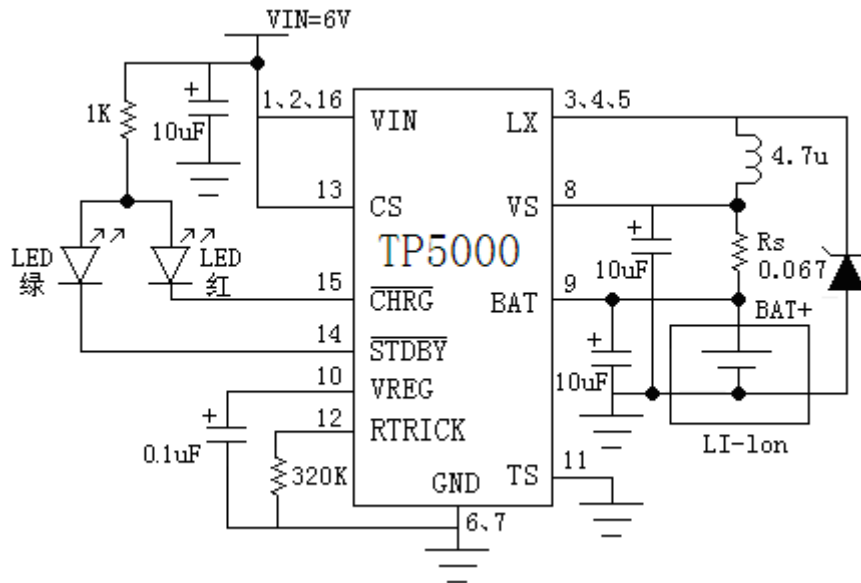 VIN=6V
1K
10uF
1、2、16
VIN
LX
3、4、5
4.7u
13
CS
VS
8
TP5000
LED
绿
LED
红
15
CHRG
BAT
9
10uF
Rs
0.067
BAT+
14
STDBY
10
VREG
10uF
12
RTRICK
0.1uF
320K
GND
TS
11
LI-lon
6、7